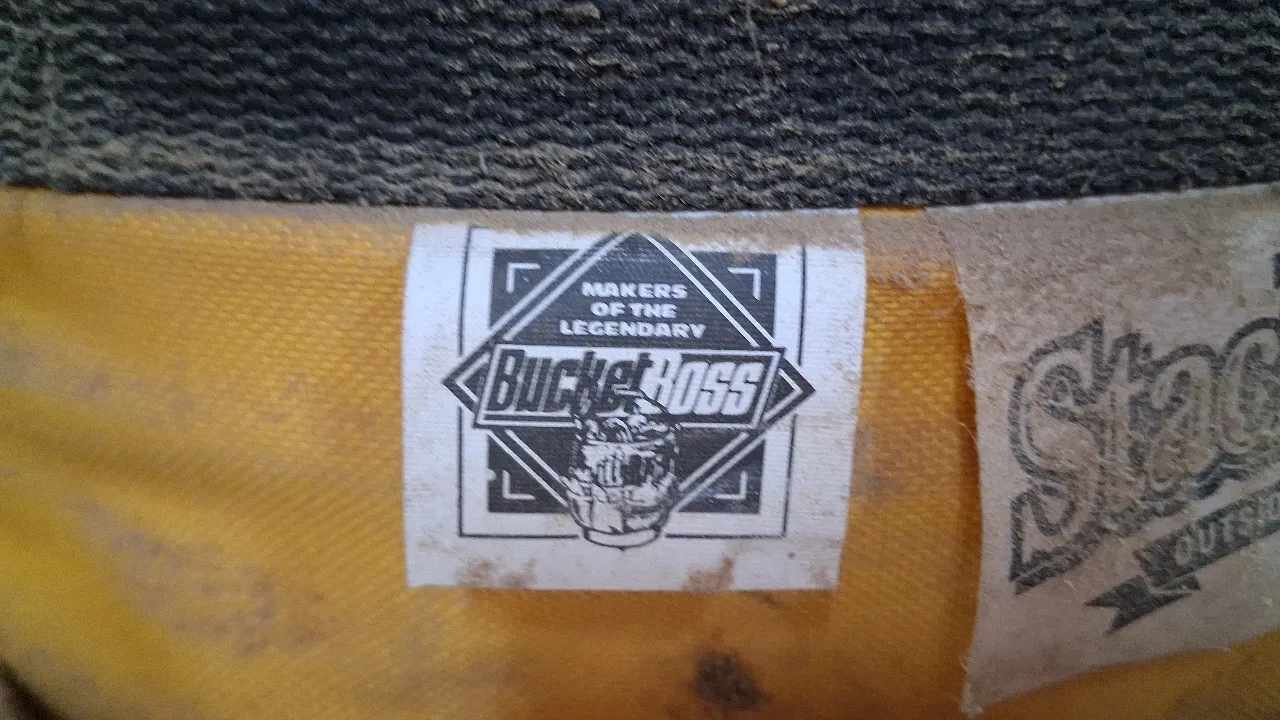 MAKERS
OF THE
LEGENDARY
BucketBoss